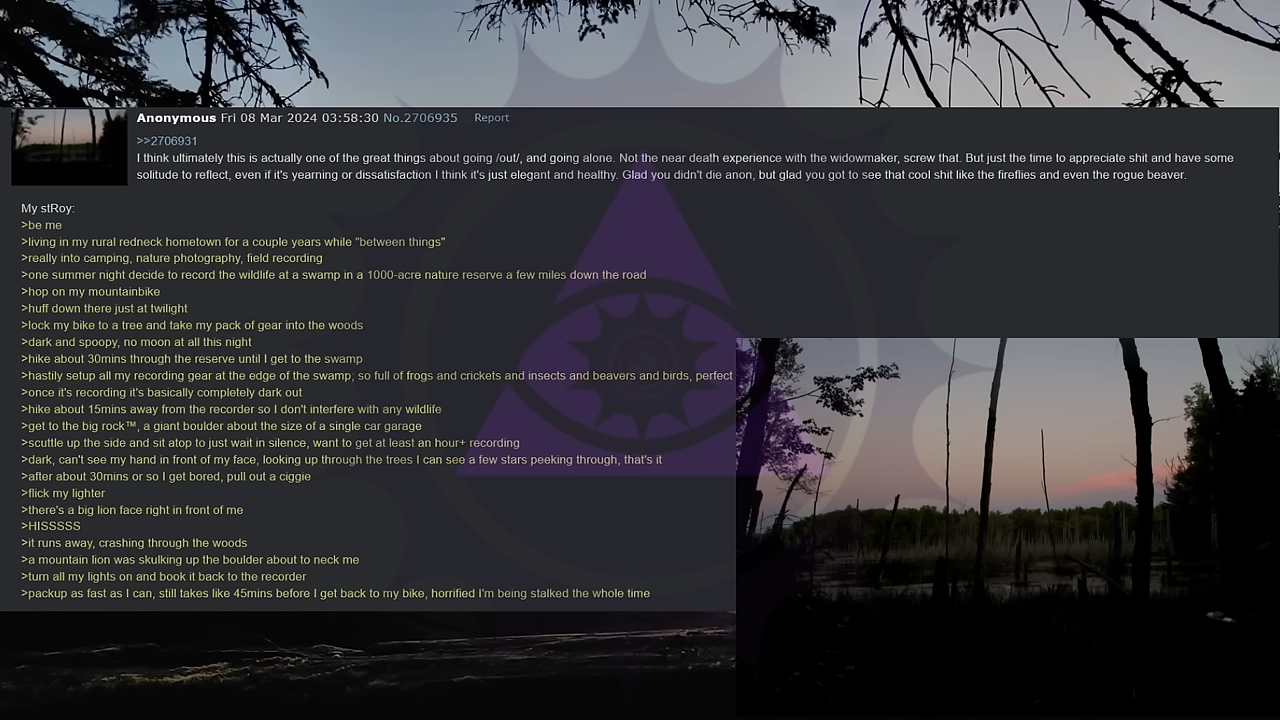 Anonymous Fri 08 Mar 2024 03:58:30 No.2706935 Report
>>2706931
I think ultimately this is actually one of the great things about going /out/, and going alone. Not the near death experience with the widowmaker, screw that. But just the time to appreciate shit and have some
solitude to reflect, even if it's yearning or dissatisfaction I think it's just elegant and healthy. Glad you didn't die anon, but glad you got to see that cool shit like the fireflies and even the rogue beaver.
My stRoy:
>be me
>living in my rural redneck hometown for a couple years while "between things"
>really into camping, nature photography, field recording
>one summer night decide to record the wildlife at a swamp in a 1000-acre nature reserve a few miles down the road
>hop on my mountainbike
>huff down there just at twilight
>lock my bike to a tree and take my pack of gear into the woods
>dark and spoopy, no moon at all this night
>hike about 30mins through the reserve until I get to the swamp
>hastily setup all my recording gear at the edge of the swamp, so full of frogs and crickets and insects and beavers and birds, perfect
>once it's recording it's basically completely dark out
>hike about 15mins away from the recorder so I don't interfere with any wildlife
>get to the big rock™, a giant boulder about the size of a single car garage
>scuttle up the side and sit atop to just wait in silence, want to get at least an hour+ recording
>dark, can't see my hand in front of my face, looking up through the trees I can see a few stars peeking through, that's it
>after about 30mins or so I get bored, pull out a ciggie
>flick my lighter
>there's a big lion face right in front of me
>HISSSSS
>it runs away, crashing through the woods
>a mountain lion was skulking up the boulder about to neck me
>turn all my lights on and book it back to the recorder
>packup as fast as I can, still takes like 45mins before I get back to my bike, horrified I'm being stalked the whole time